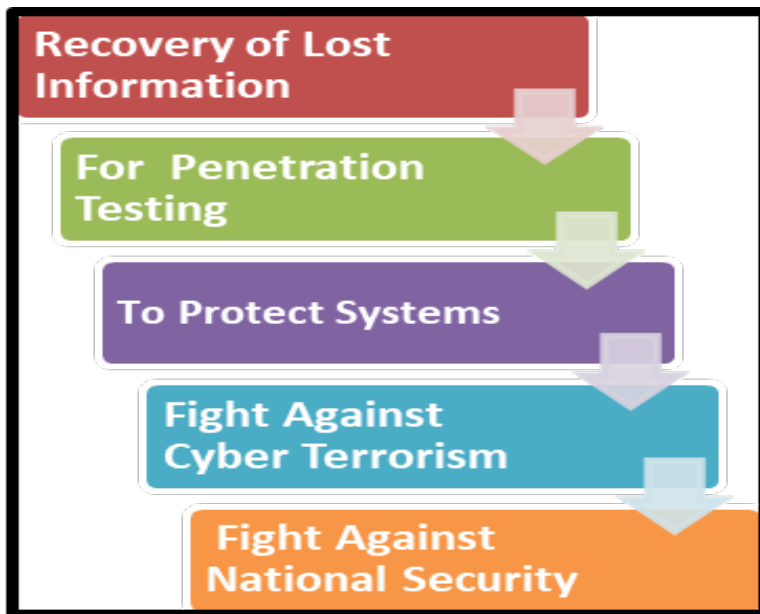 Recovery of Lost
Information
For Penetration
Testing
To Protect Systems
Fight Against
Cyber Terrorism
Fight Against
National Security